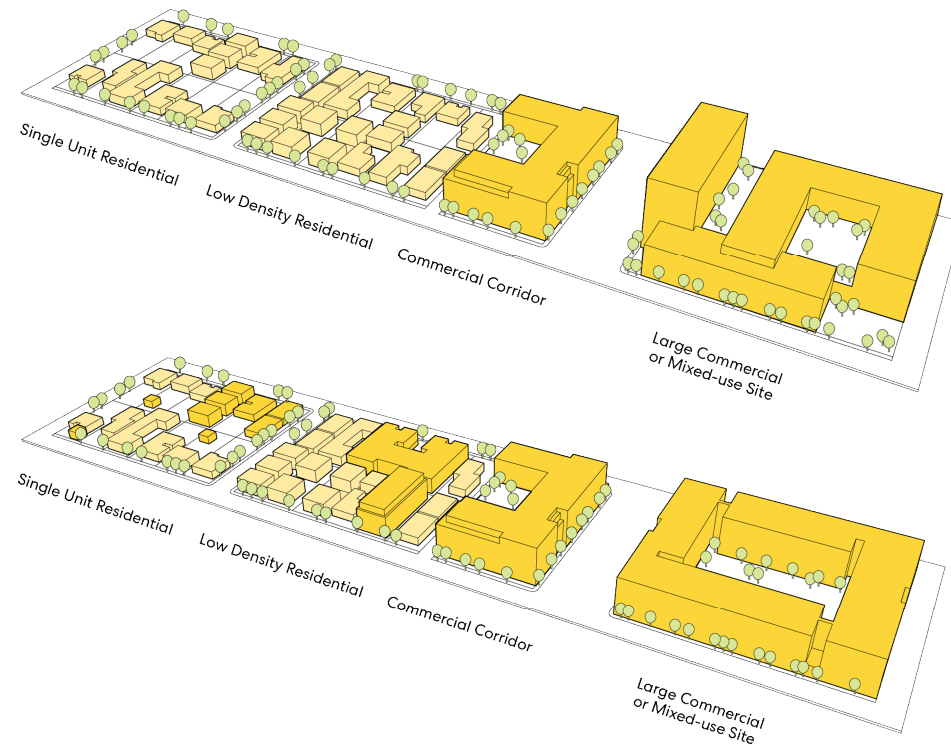 Single Unit Residential
Low Density Residential
Commercial Corridor
Large Commercial
or Mixed-use Site
Single Unit Residential
Low Density Residential
Commercial Corridor
Large Commercial
or Mixed-use Site